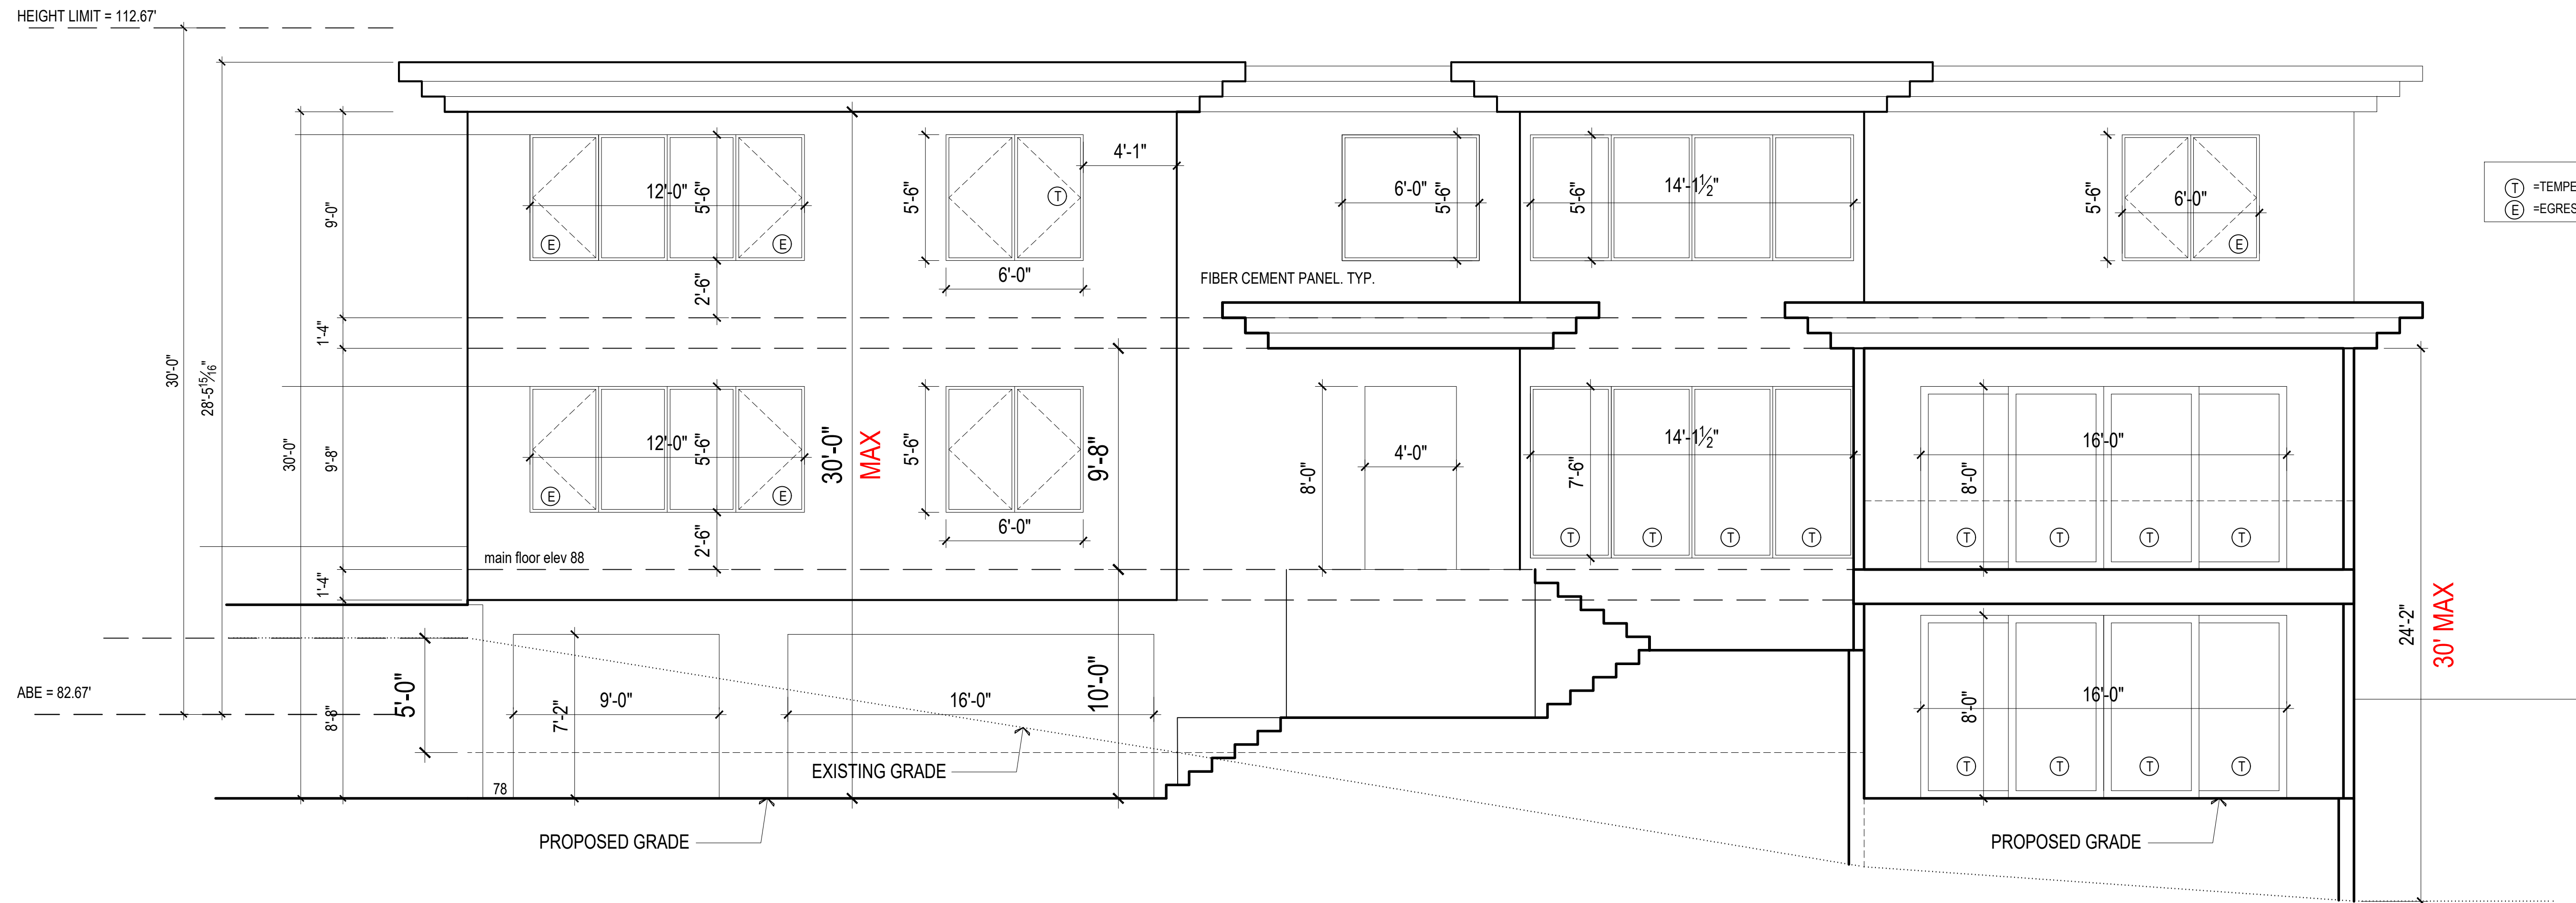 HEIGHT LIMIT = 112.67'
4'-1"
12'-0"
5'-6"
5'-6"
T
6'-0"
5'-6"
14'-1½"
5'-6"
5'-6"
6'-0"
T =TEMPE
E =EGRES
9'-0"
E
E
E
FIBER CEMENT PANEL. TYP.
2'-6"
6'-0"
1'-4"
30'-0"
28'-5 15/16"
30'-0"
9'-8"
12'-0"
5'-6"
30'-0"
MAX
5'-6"
9'-8"
8'-0"
4'-0"
14'-1½"
7'-6"
16'-0"
8'-0"
E
E
6'-0"
T
T
T
T
T
T
T
T
2'-6"
main floor elev 88
1'-4"
24'-2"
30' MAX
ABE = 82.67'
5'-0"
8'-8"
9'-0"
7'-2"
16'-0"
10'-0"
16'-0"
8'-0"
EXISTING GRADE
T
T
T
T
78
PROPOSED GRADE
PROPOSED GRADE